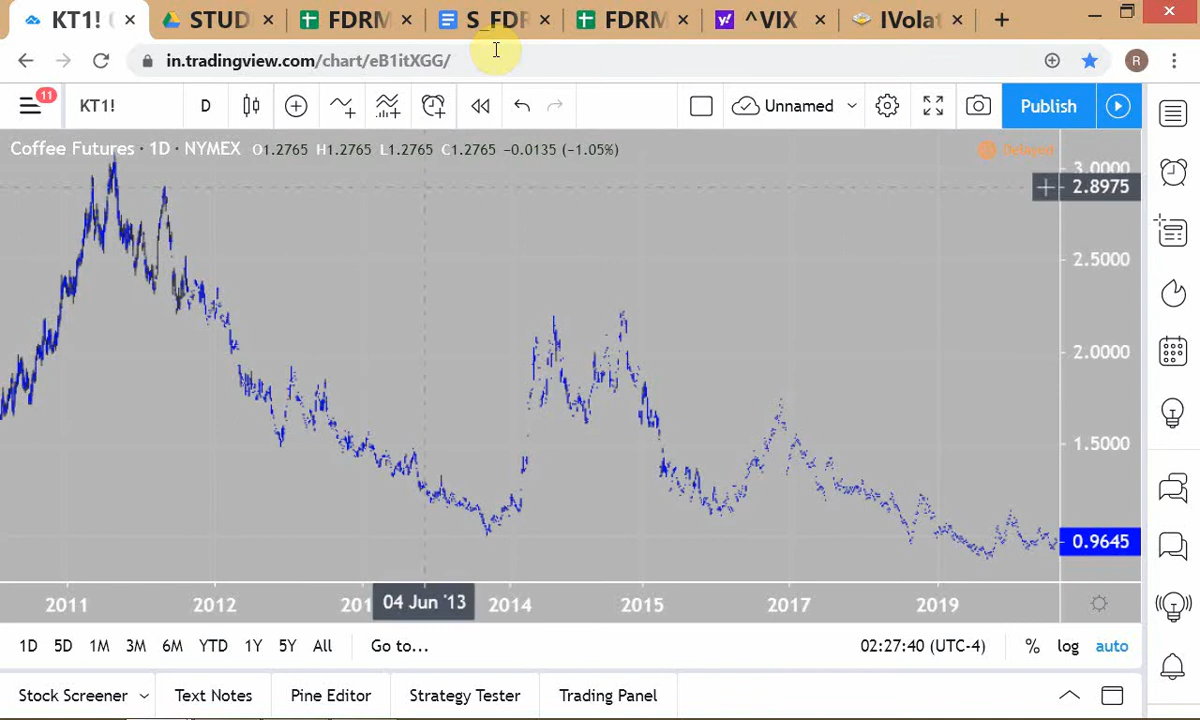 KT1! STUD FDRM S_FDR FDRM ^VIX IVolat
in.tradingview.com/chart/eB1itXGG/ R
11 KT1! D Unnamed Publish
Coffee Futures · 1D · NYMEX O1.2765 H1.2765 L1.2765 C1.2765 −0.0135 (−1.05%) Delayed
3.0000
2.8975
2.5000
2.0000
1.5000
0.9645
2011 2012 201 04 Jun '13 2014 2015 2017 2019
1D 5D 1M 3M 6M YTD 1Y 5Y All Go to... 02:27:40 (UTC-4) % log auto
Stock Screener Text Notes Pine Editor Strategy Tester Trading Panel